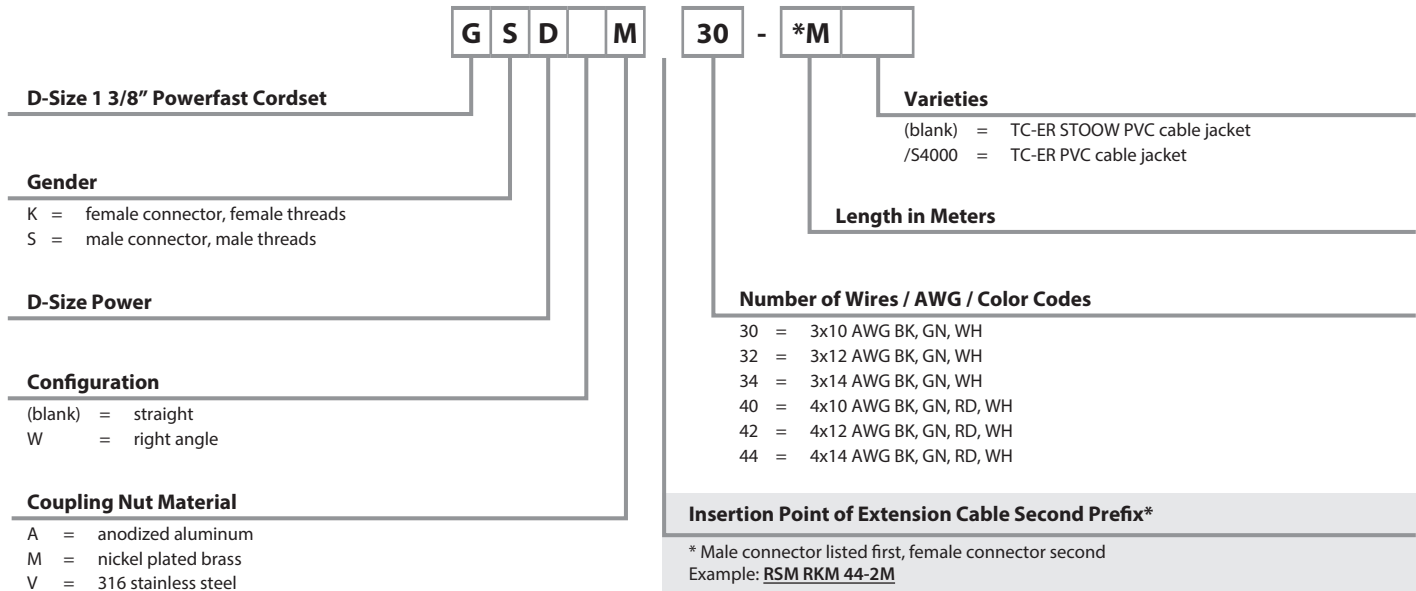 G S D M 30 - *M
D-Size 1 3/8” Powerfast Cordset
Gender
K = female connector, female threads
S = male connector, male threads
D-Size Power
Configuration
(blank) = straight
W = right angle
Coupling Nut Material
A = anodized aluminum
M = nickel plated brass
V = 316 stainless steel
Varieties
(blank) = TC-ER STOOW PVC cable jacket
/S4000 = TC-ER PVC cable jacket
Length in Meters
Number of Wires / AWG / Color Codes
30 = 3x10 AWG BK, GN, WH
32 = 3x12 AWG BK, GN, WH
34 = 3x14 AWG BK, GN, WH
40 = 4x10 AWG BK, GN, RD, WH
42 = 4x12 AWG BK, GN, RD, WH
44 = 4x14 AWG BK, GN, RD, WH
Insertion Point of Extension Cable Second Prefix*
* Male connector listed first, female connector second
Example: RSM RKM 44-2M